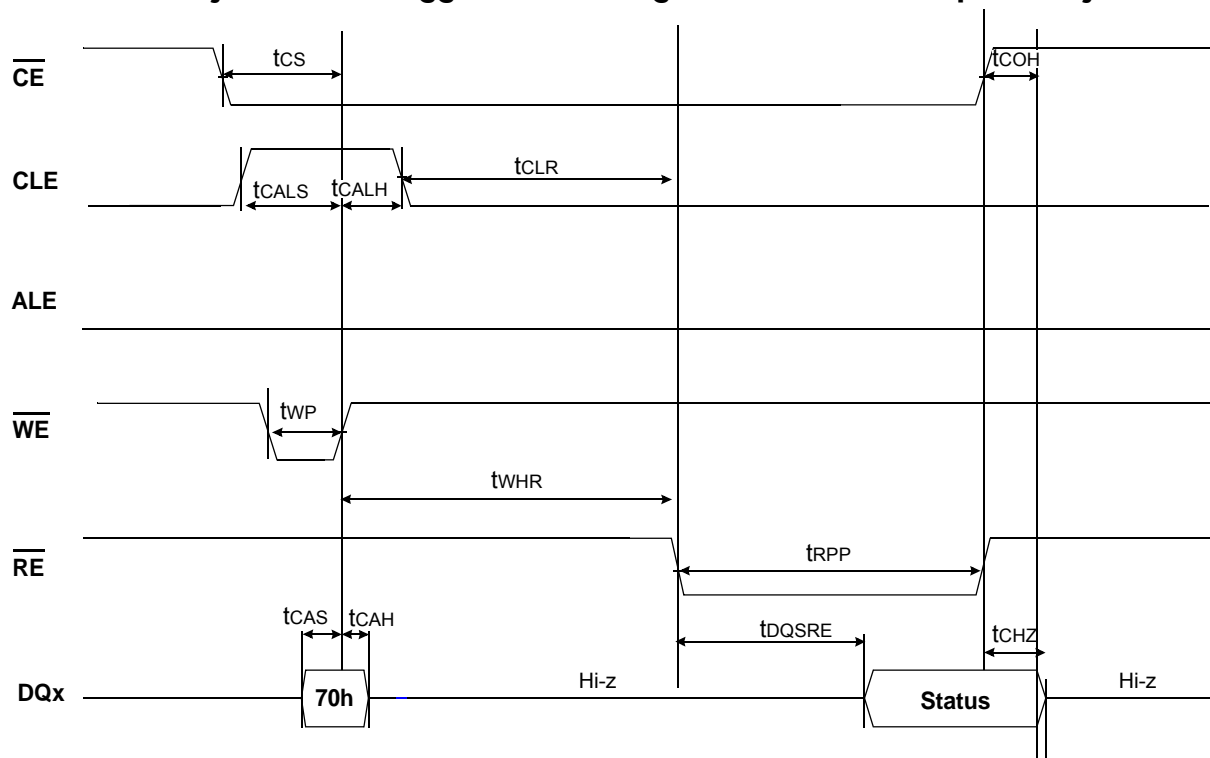 tCS
tCOH
CE
CLE
tCLR
tCALS
tCALH
ALE
tWP
WE
tWHR
RE
tRPP
tCAS
tCAH
tDQSRE
tCHZ
DQx
70h
Hi-z
Status
Hi-z